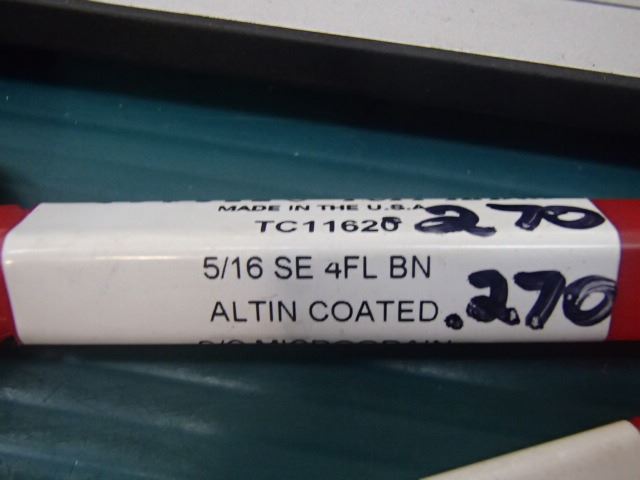 MADE IN THE U.S.A
TC11620 .270
5/16 SE 4FL BN
ALTIN COATED .270